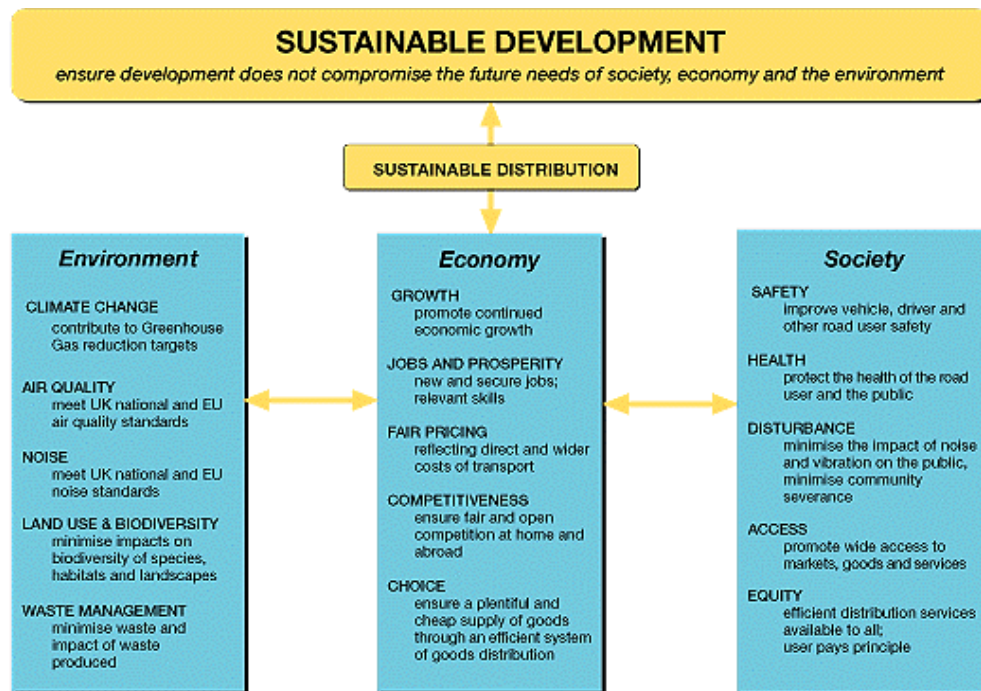 SUSTAINABLE DEVELOPMENT
ensure development does not compromise the future needs of society, economy and the environment
SUSTAINABLE DISTRIBUTION
Environment
CLIMATE CHANGE
contribute to Greenhouse
Gas reduction targets
AIR QUALITY
meet UK national and EU
air quality standards
NOISE
meet UK national and EU
noise standards
LAND USE & BIODIVERSITY
minimise impacts on
biodiversity of species,
habitats and landscapes
WASTE MANAGEMENT
minimise waste and
impact of waste
produced
Economy
GROWTH
promote continued
economic growth
JOBS AND PROSPERITY
new and secure jobs;
relevant skills
FAIR PRICING
reflecting direct and wider
costs of transport
COMPETITIVENESS
ensure fair and open
competition at home and
abroad
CHOICE
ensure a plentiful and
cheap supply of goods
through an efficient system
of goods distribution
Society
SAFETY
improve vehicle, driver and
other road user safety
HEALTH
protect the health of the road
user and the public
DISTURBANCE
minimise the impact of noise
and vibration on the public,
minimise community
severance
ACCESS
promote wide access to
markets, goods and services
EQUITY
efficient distribution services
available to all;
user pays principle